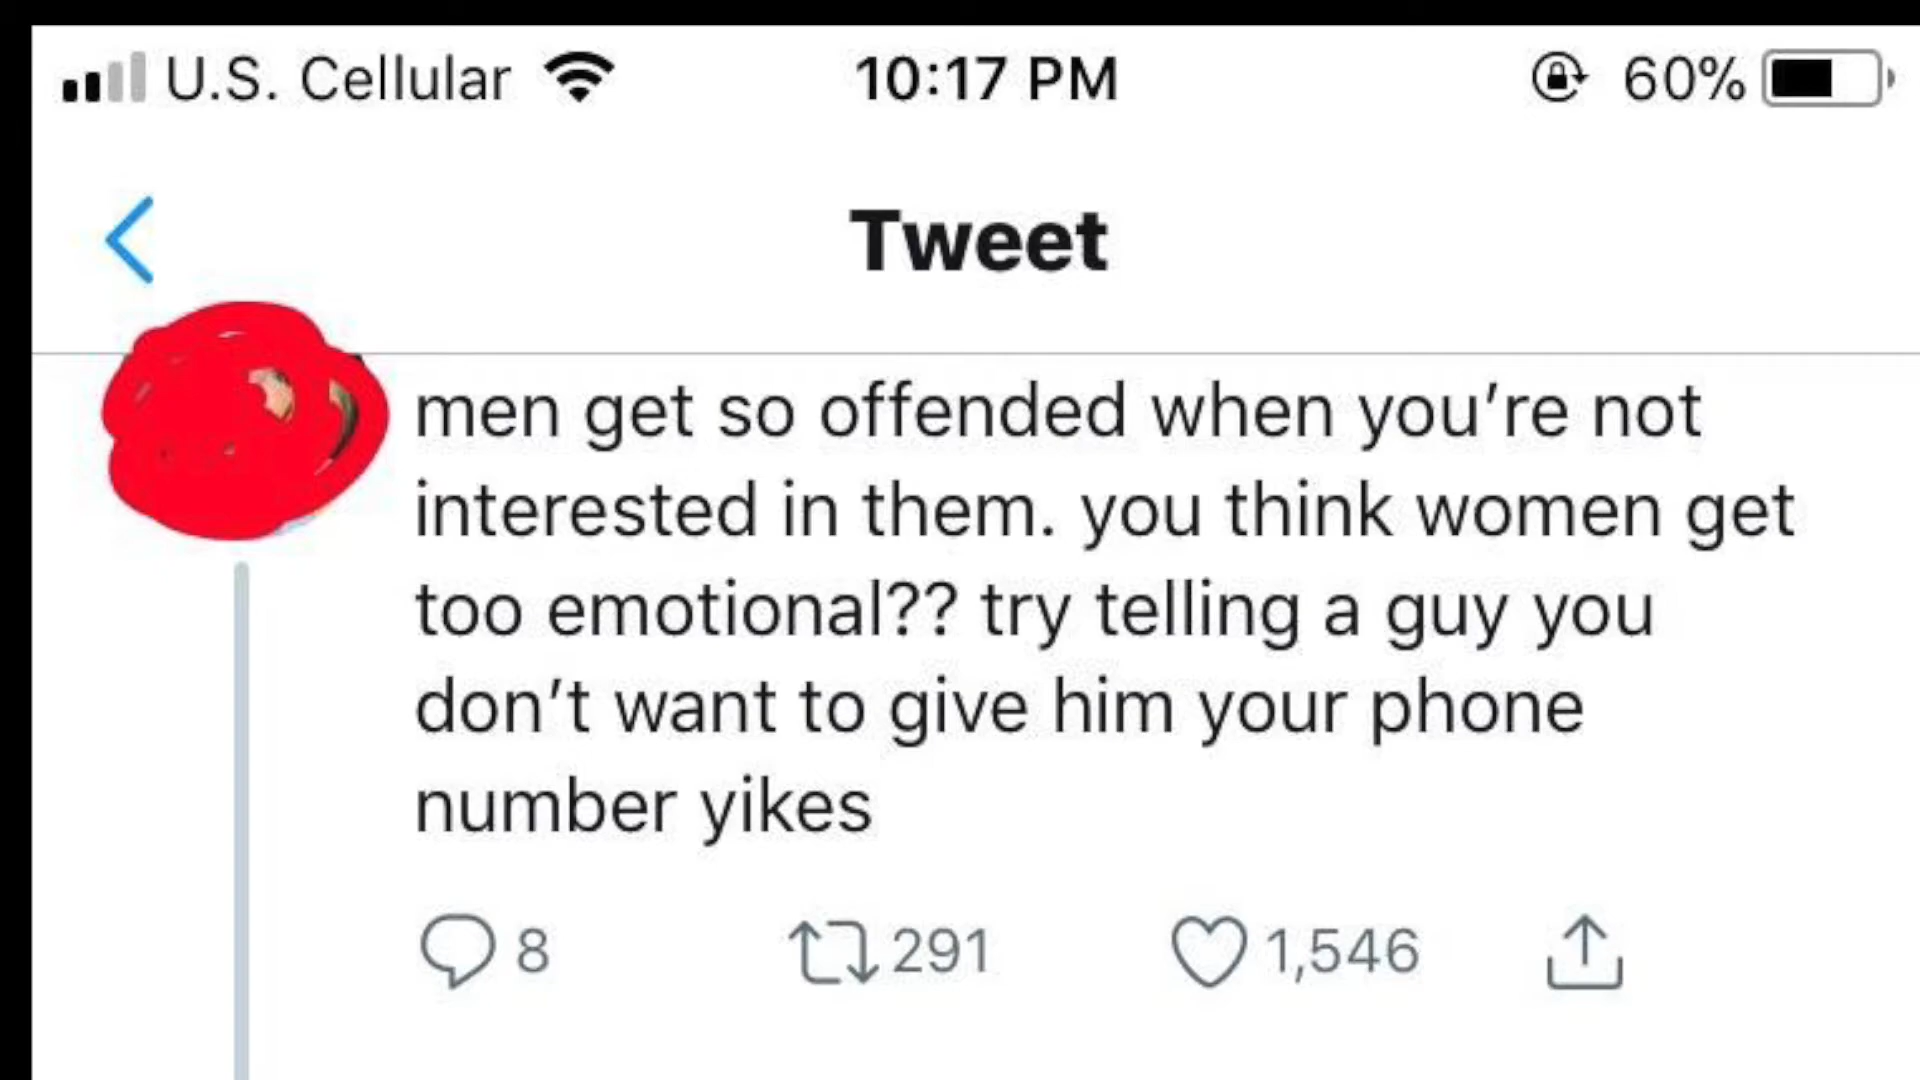 U.S. Cellular 10:17 PM 60%
Tweet
men get so offended when you’re not
interested in them. you think women get
too emotional?? try telling a guy you
don’t want to give him your phone
number yikes
8 291 1,546